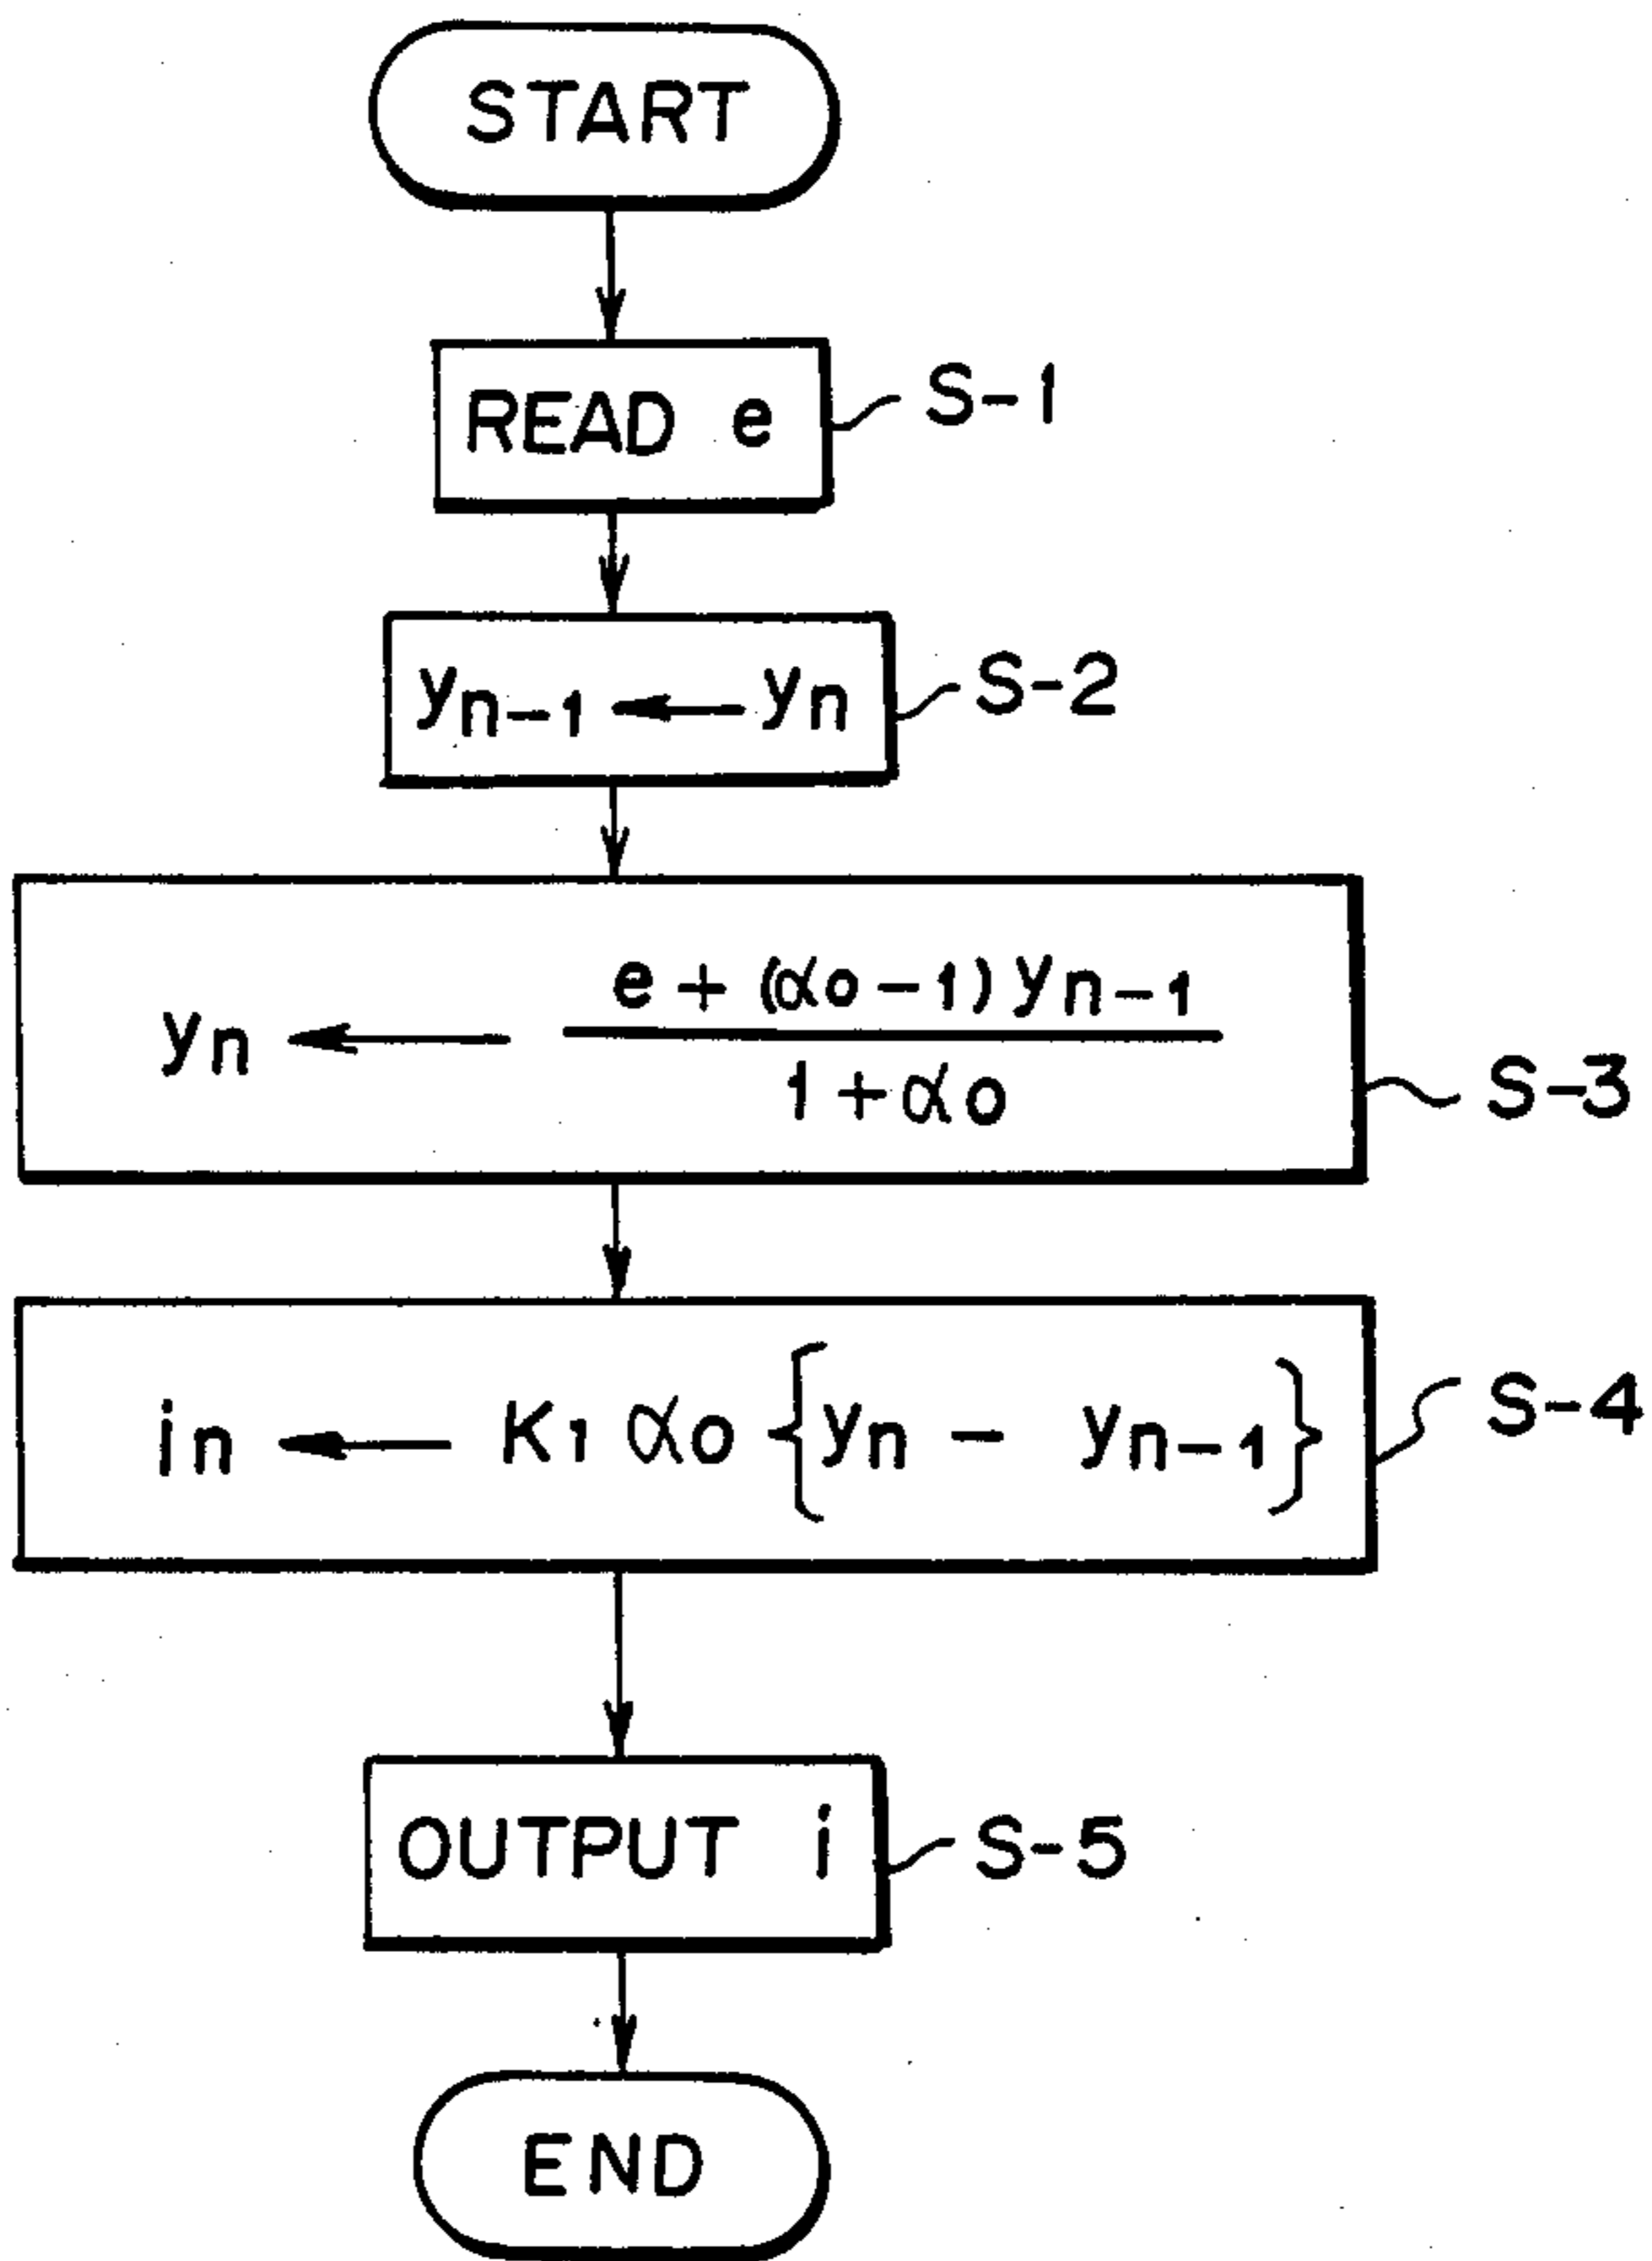 START
READ e
S-1
yn-1 ← yn
S-2
yn ← e + (αo - 1) yn-1
1 + αo
S-3
in ← K1 αo {yn - yn-1}
S-4
OUTPUT i
S-5
END